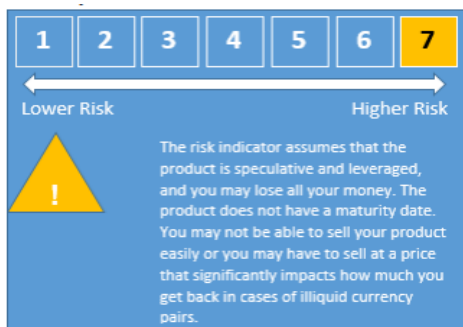 1 2 3 4 5 6 7
Lower Risk Higher Risk
!
The risk indicator assumes that the
product is speculative and leveraged,
and you may lose all your money. The
product does not have a maturity date.
You may not be able to sell your product
easily or you may have to sell at a price
that significantly impacts how much you
get back in cases of illiquid currency
pairs.